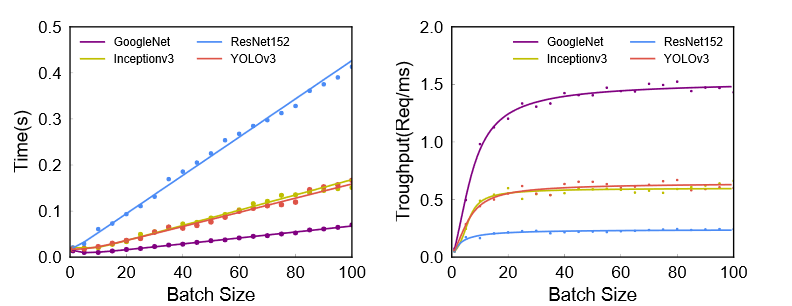 0.5
0.4
0.3
0.2
0.1
0.0
Time(s)
GoogleNet
Inceptionv3
ResNet152
YOLOv3
0 20 40 60 80 100
Batch Size
2.0
1.5
1.0
0.5
0.0
Troughput(Req/ms)
GoogleNet
Inceptionv3
ResNet152
YOLOv3
0 20 40 60 80 100
Batch Size